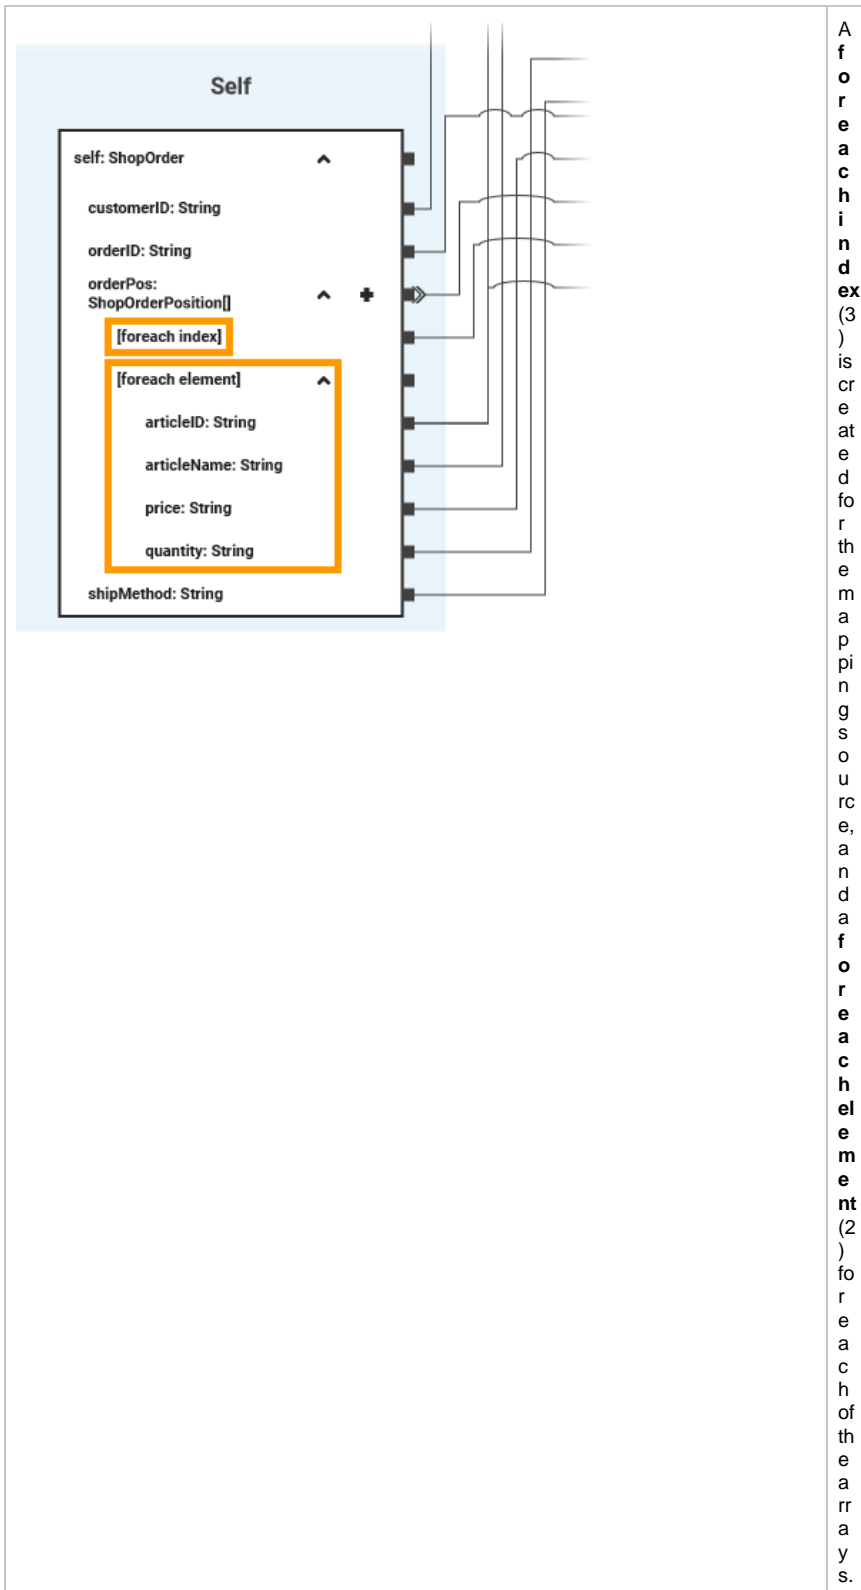 Self
self: ShopOrder
customerID: String
orderID: String
orderPos:
ShopOrderPosition[]
[foreach index]
[foreach element]
articleID: String
articleName: String
price: String
quantity: String
shipMethod: String
A
f
o
r
e
a
c
h
i
n
d
ex
(3
)
is
cr
e
at
e
d
fo
r
th
e
m
a
p
pi
n
g
s
o
u
rc
e,
a
n
d
a
f
o
r
e
a
c
h
el
e
m
e
nt
(2
)
fo
r
e
a
c
h
of
th
e
a
rr
a
y
s.